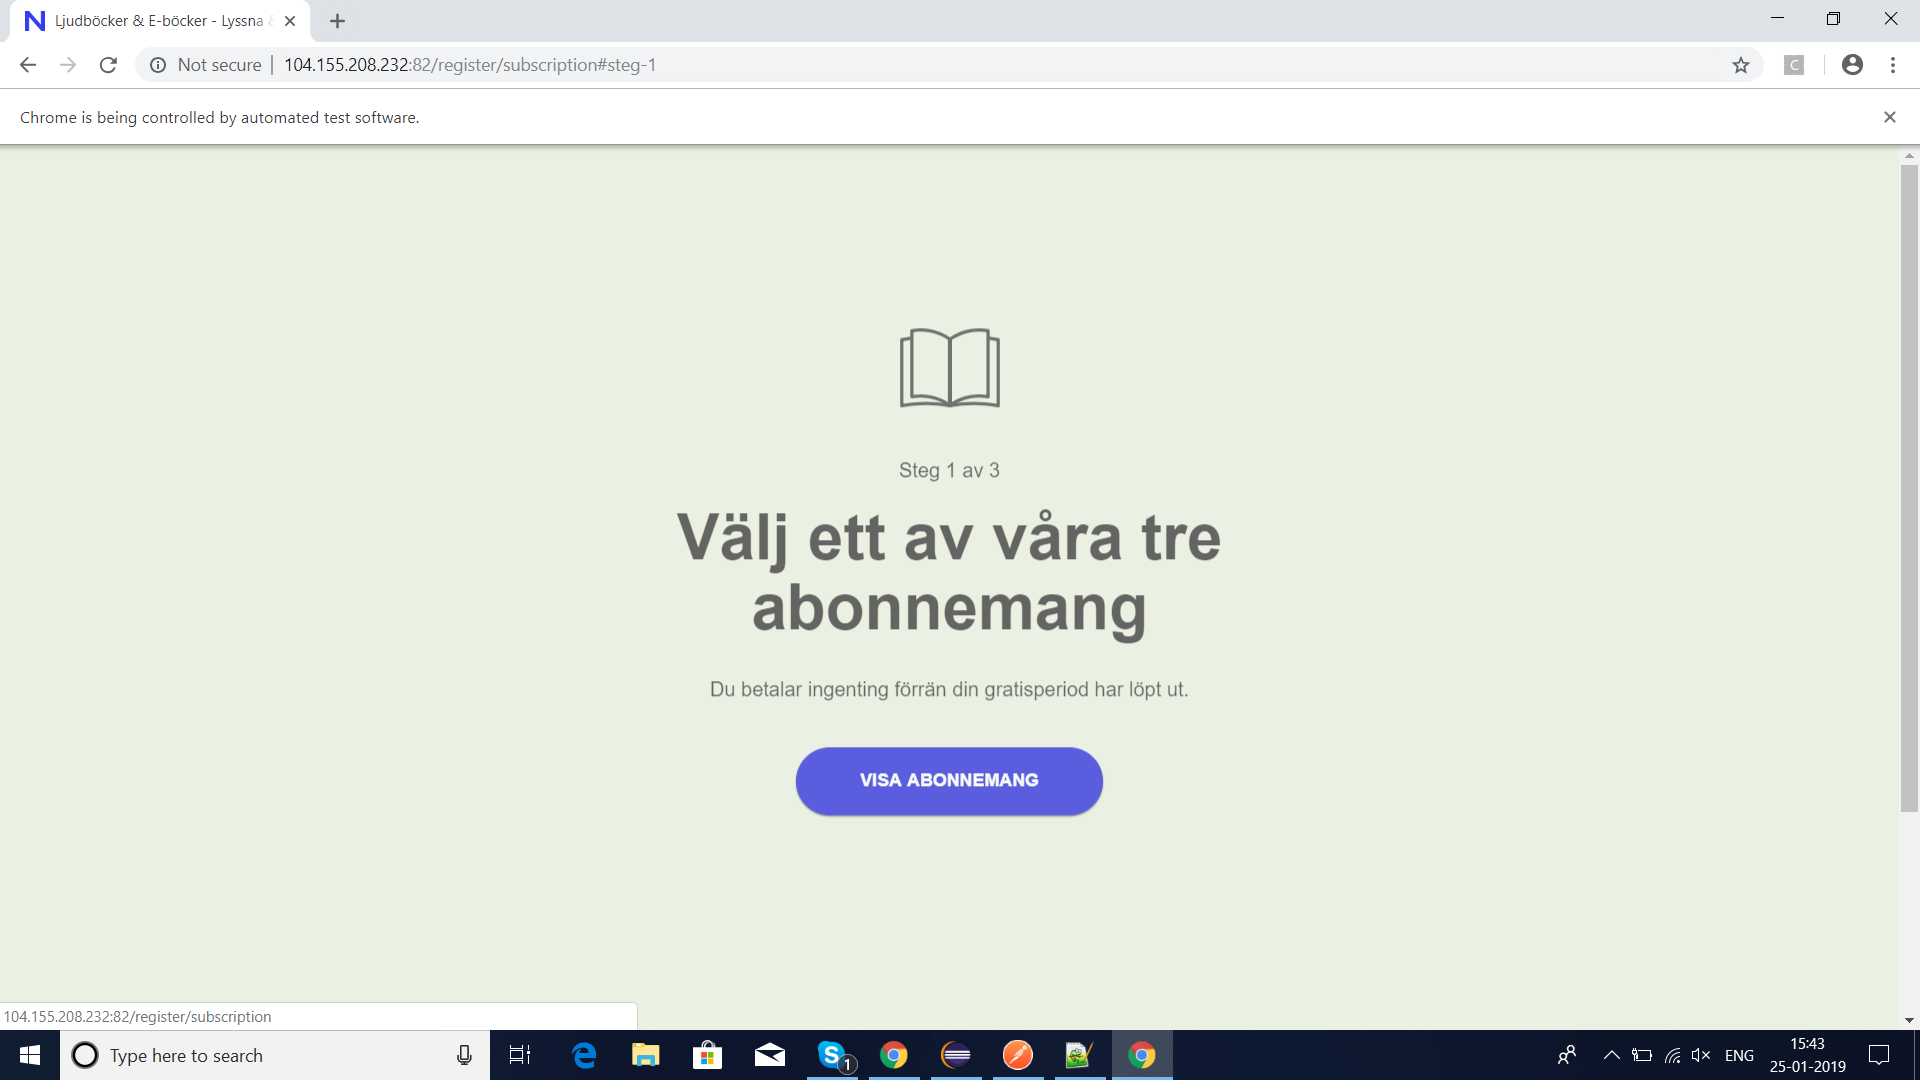 Ljudböcker & E-böcker - Lyssna
Not secure
104.155.208.232:82/register/subscription#steg-1
C
Chrome is being controlled by automated test software.
Steg 1 av 3
Välj ett av våra tre
abonnemang
Du betalar ingenting förrän din gratisperiod har löpt ut.
VISA ABONNEMANG
104.155.208.232:82/register/subscription
Type here to search
1
ENG
15:43
25-01-2019